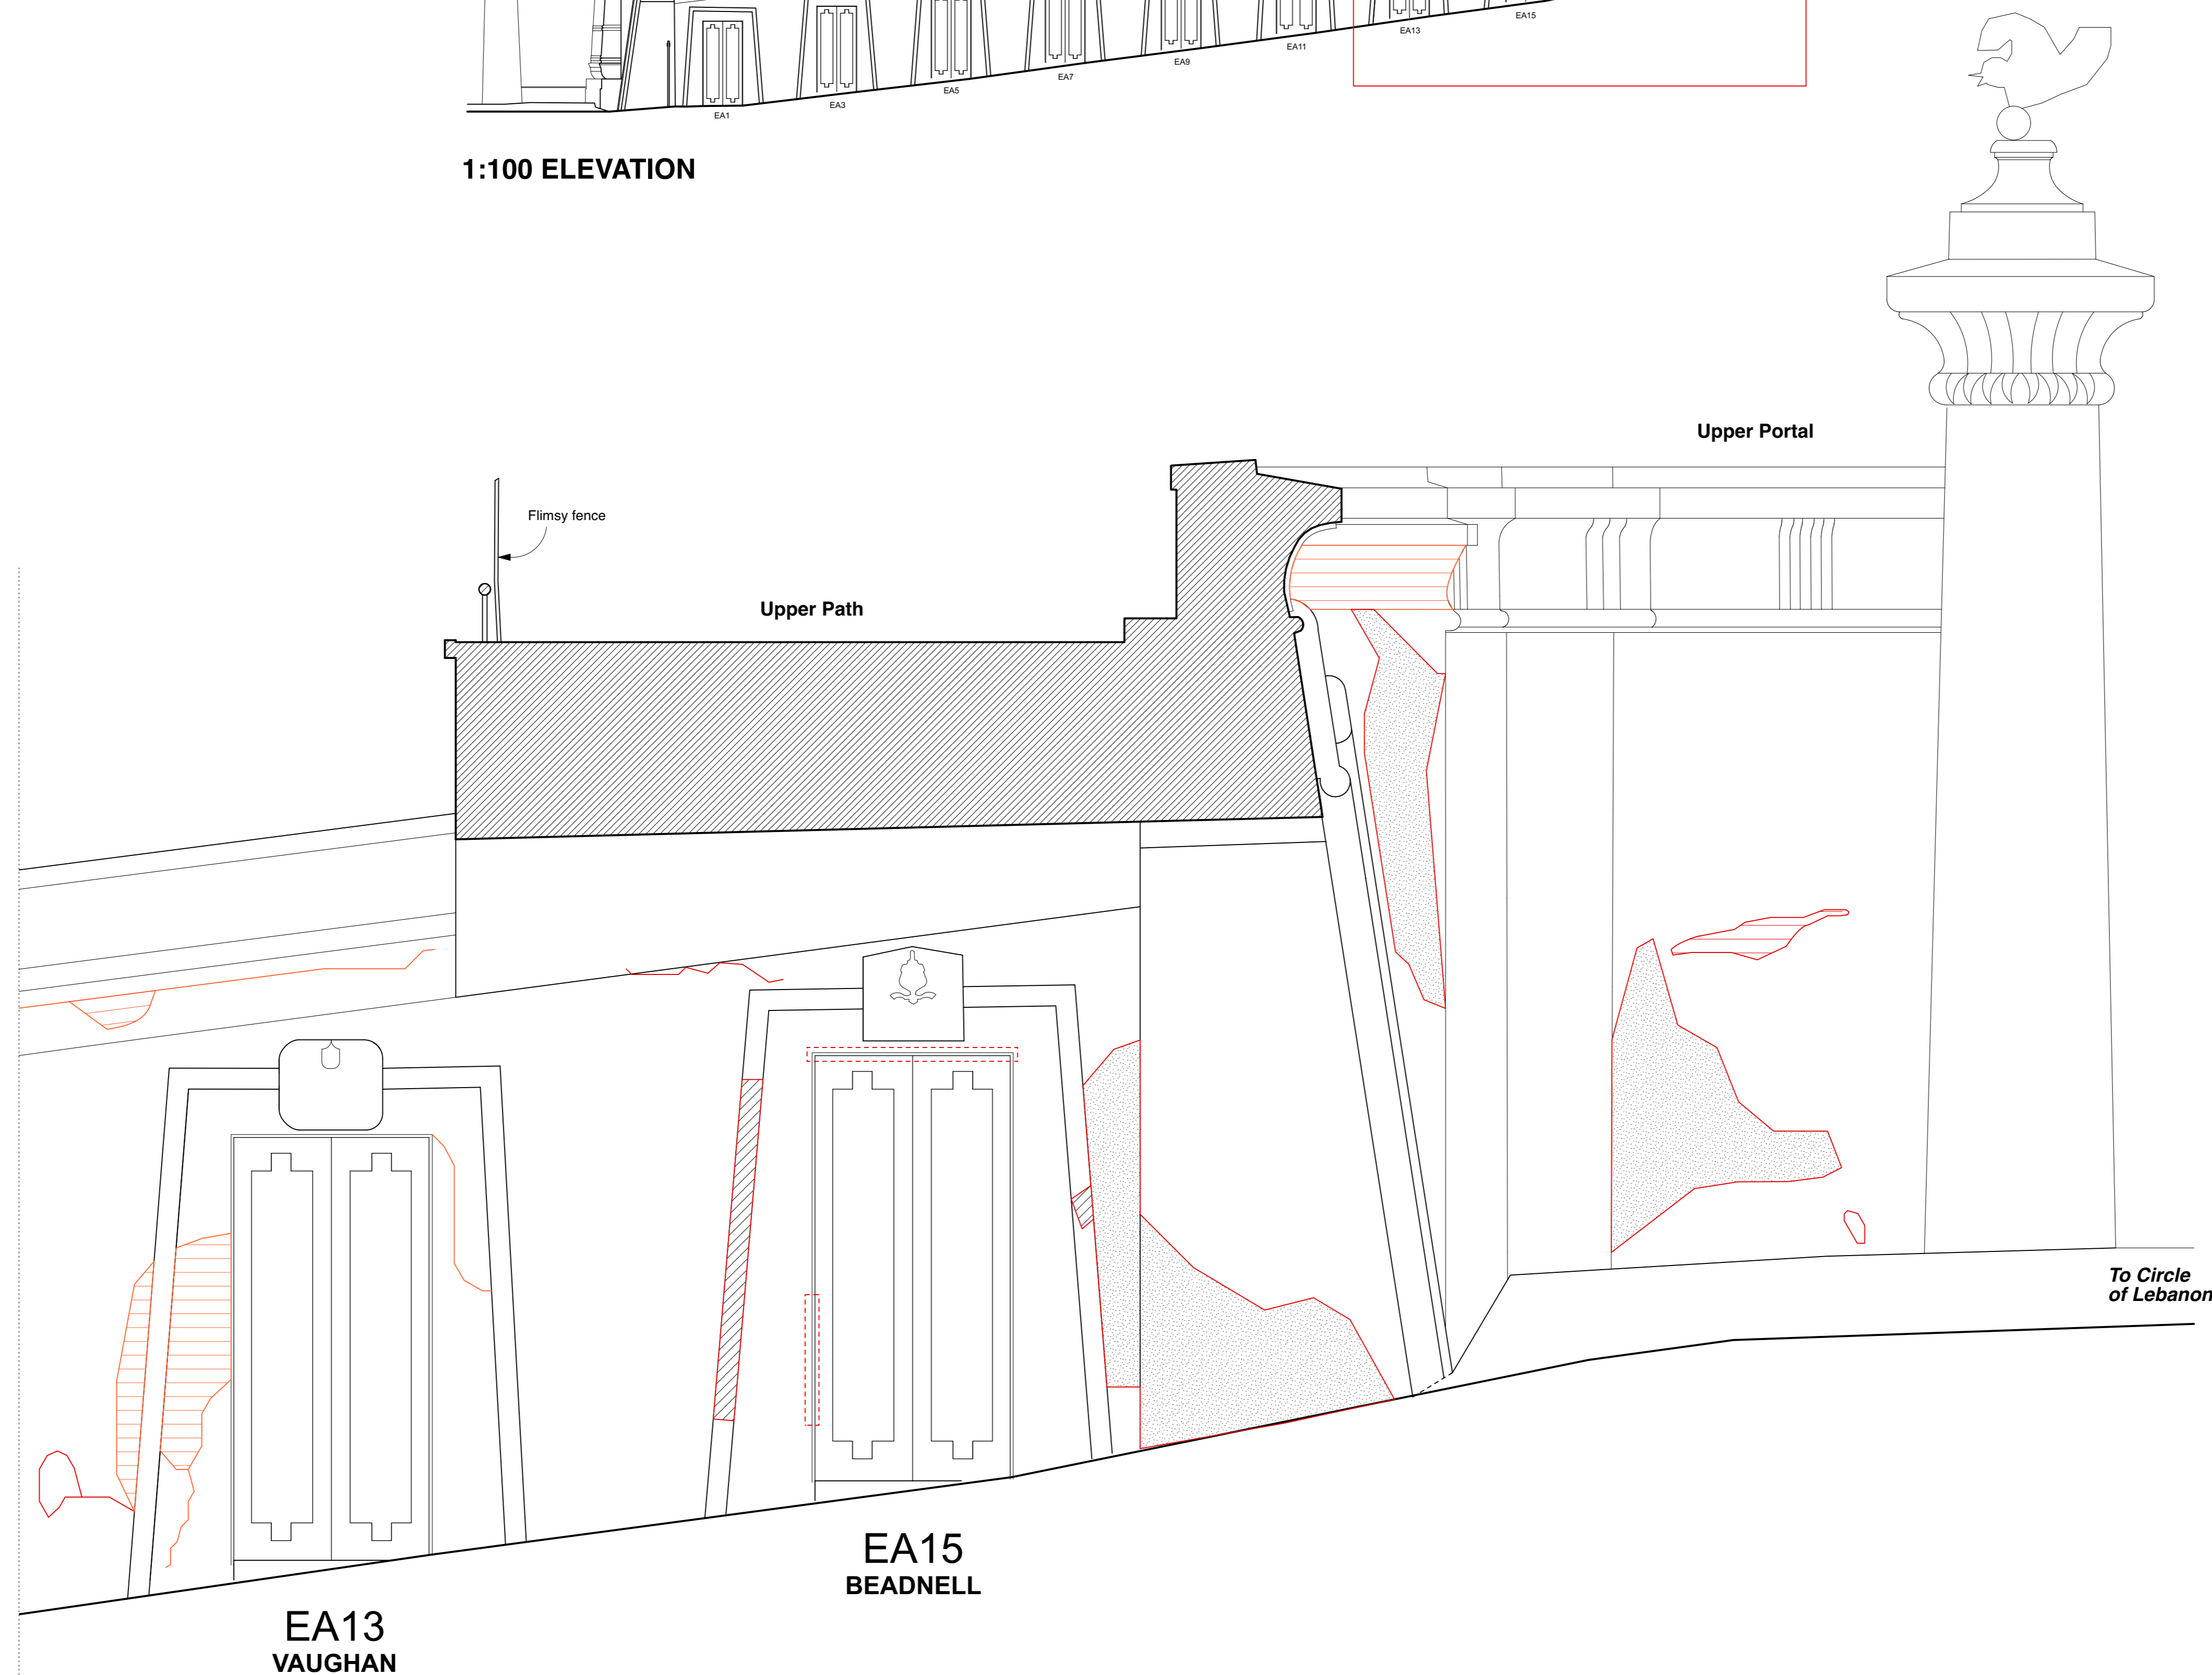 EA15
EA13
EA11
EA9
EA7
EA5
EA3
EA1
1:100 ELEVATION
Upper Portal
Flimsy fence
Upper Path
To Circle
of Lebanon
EA15
BEADNELL
EA13
VAUGHAN